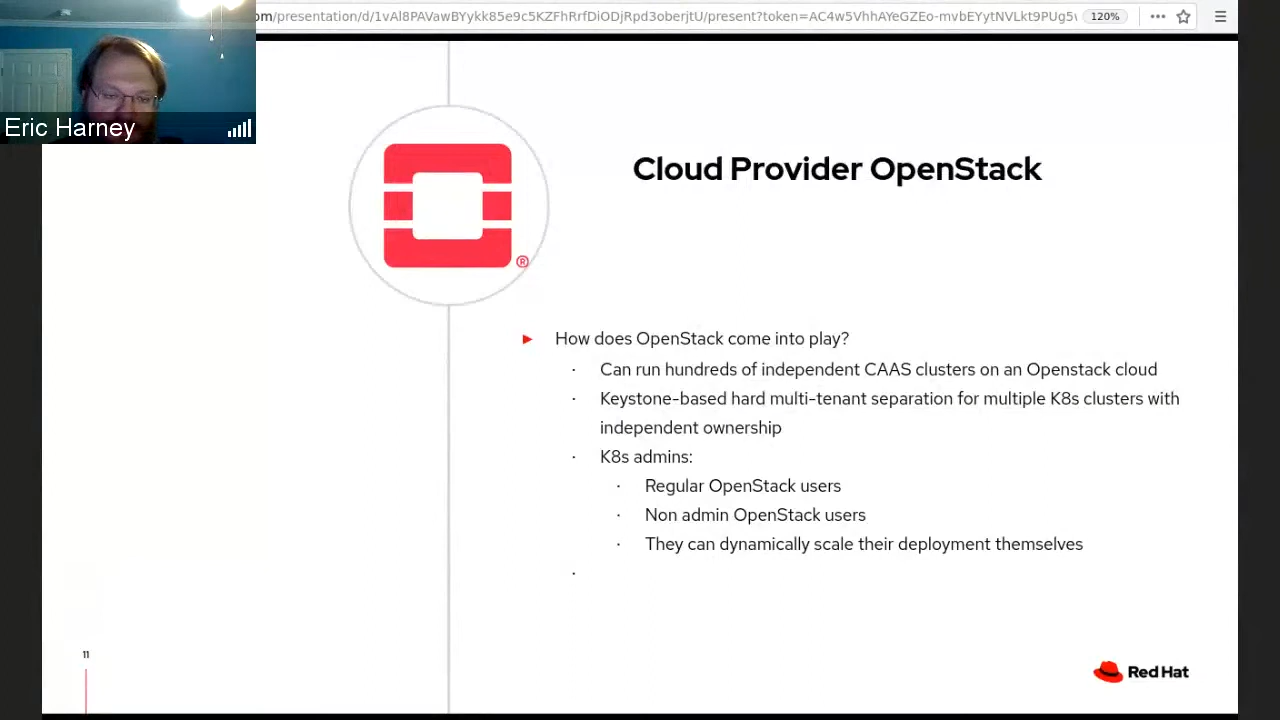 om/presentation/d/1vAl8PAVawBYykk85e9c5KZFhRrfDiODjRpd3oberjtU/present?token=AC4w5VhhAYeGZEo-mvbEYytNVLkt9PUg5v
120%
Eric Harney
Cloud Provider OpenStack
®
► How does OpenStack come into play?
· Can run hundreds of independent CAAS clusters on an Openstack cloud
· Keystone-based hard multi-tenant separation for multiple K8s clusters with
independent ownership
· K8s admins:
· Regular OpenStack users
· Non admin OpenStack users
· They can dynamically scale their deployment themselves
·
11
Red Hat